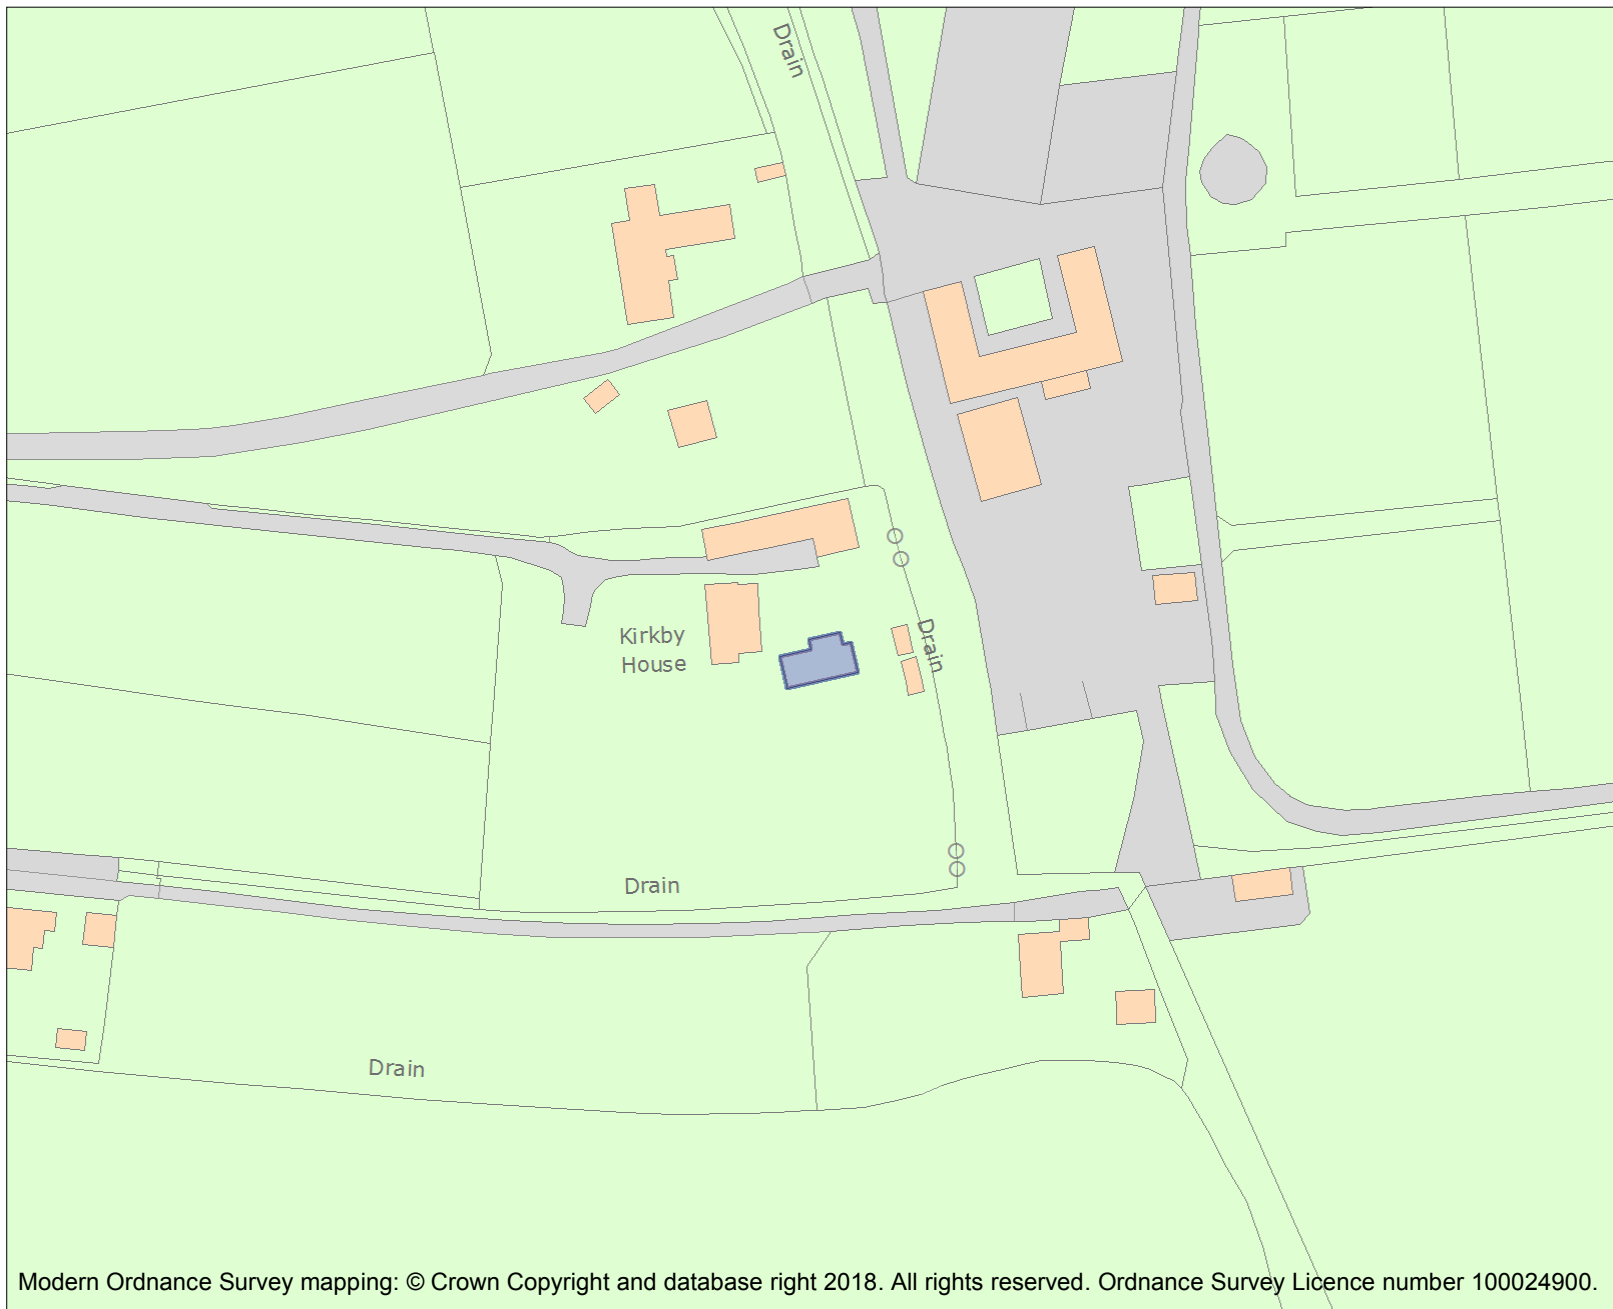 Drain
Kirkby
House
Drain
Drain
Drain
Modern Ordnance Survey mapping: © Crown Copyright and database right 2018. All rights reserved. Ordnance Survey Licence number 100024900.